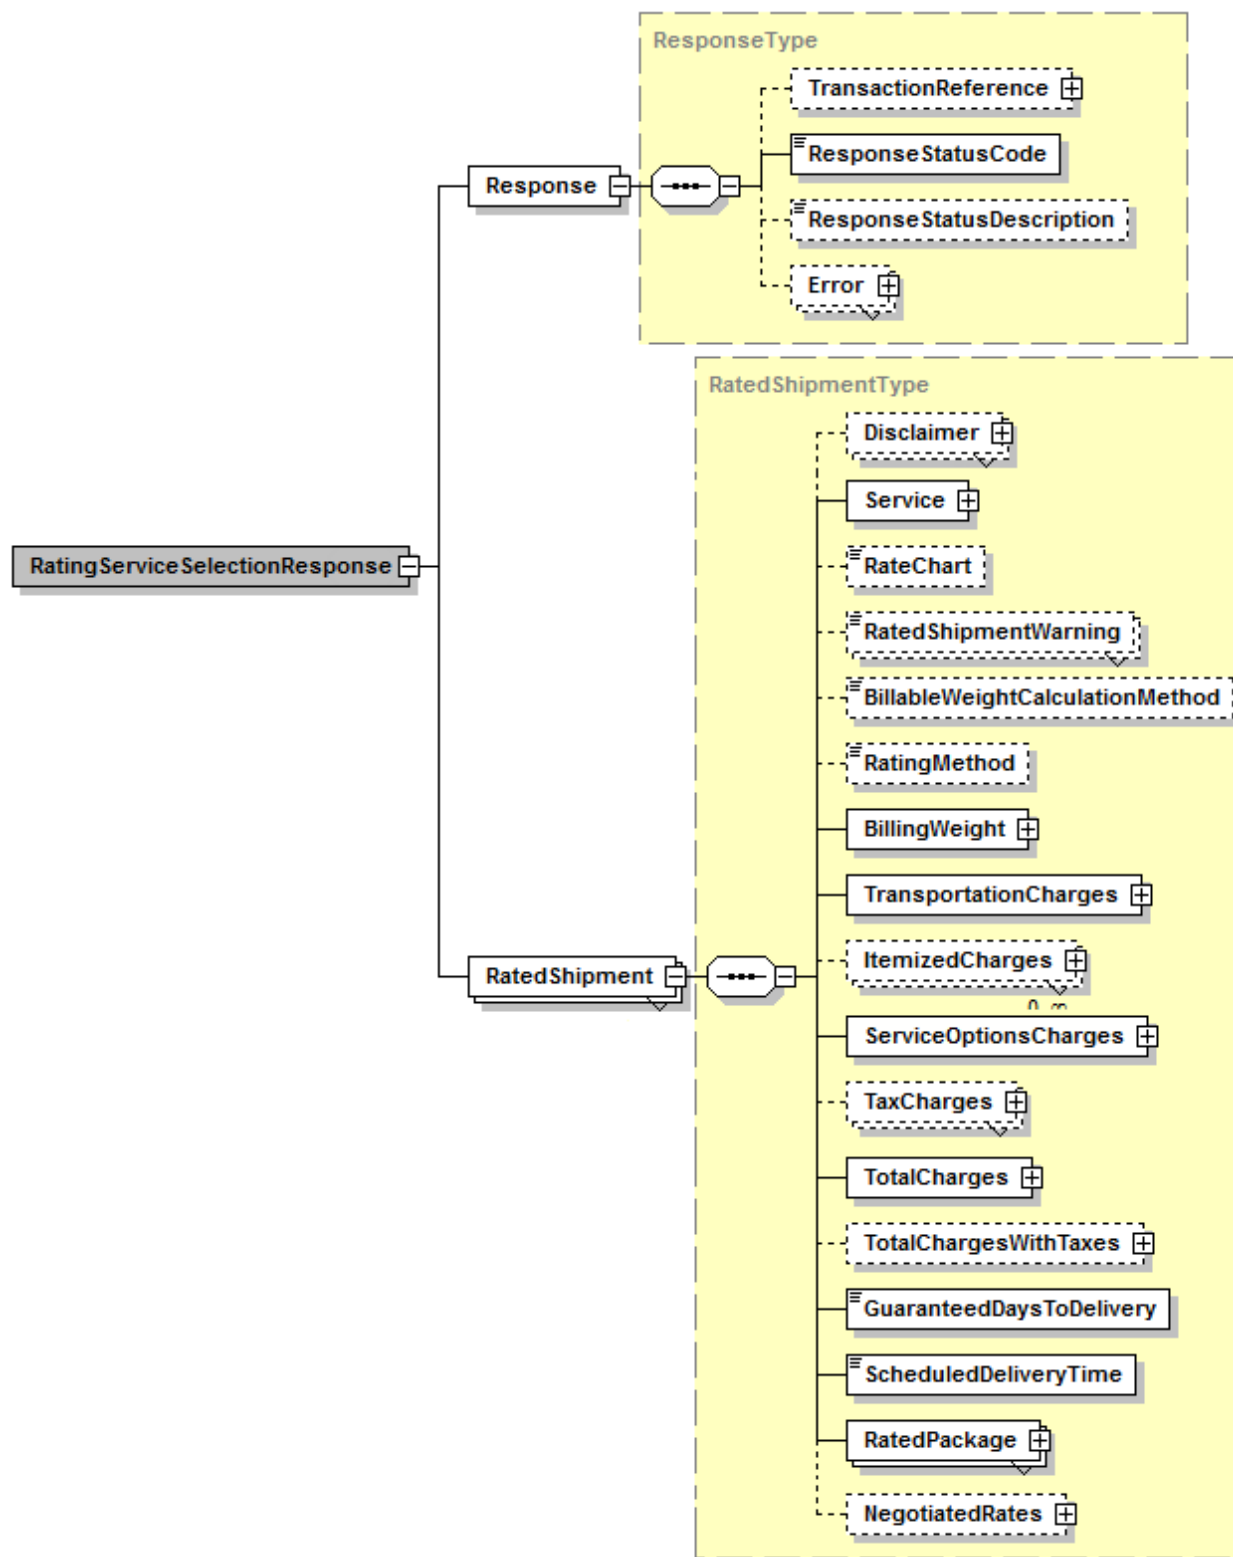 ResponseType
TransactionReference
ResponseStatusCode
Response
ResponseStatusDescription
Error
RatedShipmentType
Disclaimer
Service
RatingServiceSelectionResponse
RateChart
RatedShipmentWarning
BillableWeightCalculationMethod
RatingMethod
BillingWeight
TransportationCharges
ItemizedCharges
RatedShipment
ServiceOptionsCharges
TaxCharges
TotalCharges
TotalChargesWithTaxes
GuaranteedDaysToDelivery
ScheduledDeliveryTime
RatedPackage
NegotiatedRates